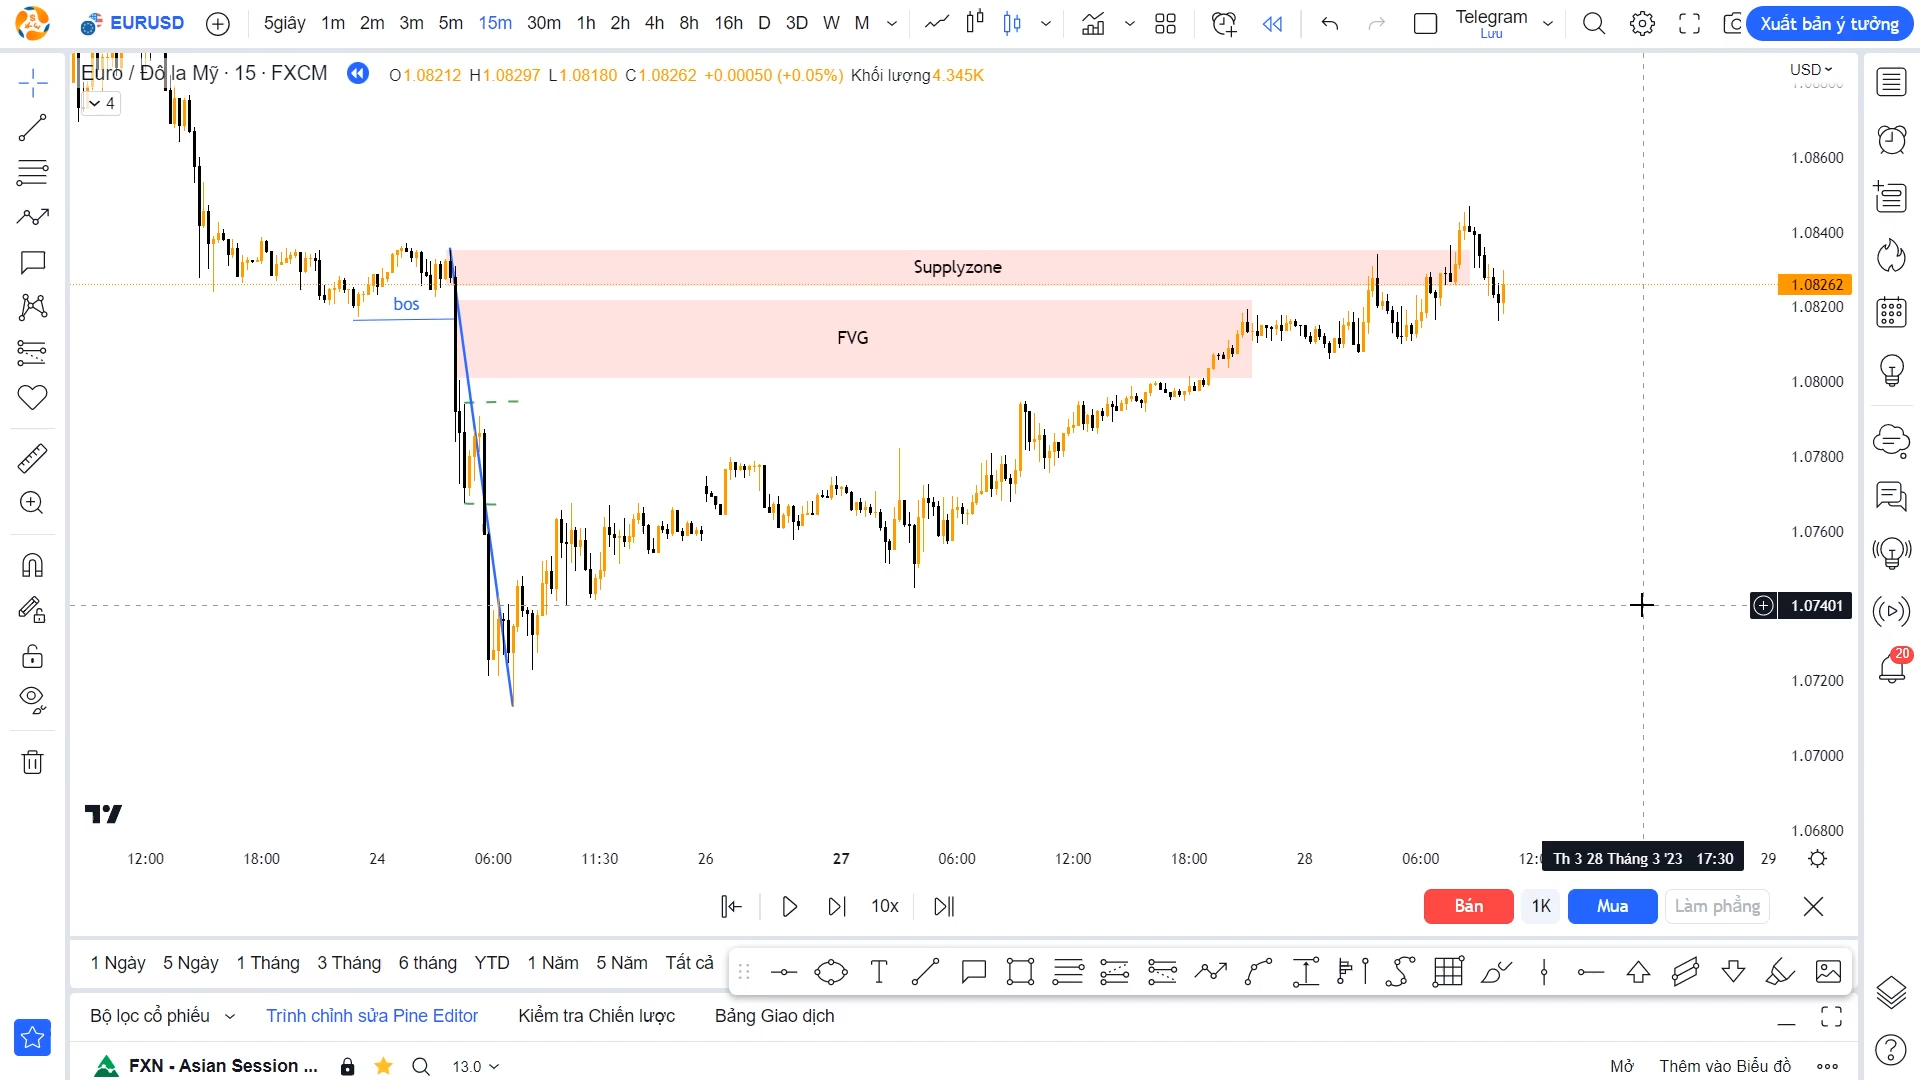 EURUSD 5giây 1m 2m 3m 5m 15m 30m 1h 2h 4h 8h 16h D 3D W M Telegram Xuất bản ý tưởng
Lưu
Euro / Đô la Mỹ · 15 · FXCM O1.08212 H1.08297 L1.08180 C1.08262 +0.00050 (+0.05%) Khối lượng4.345K
USD
4
1.08600
1.08400
Supplyzone
1.08262
bos
1.08200
FVG
1.08000
1.07800
1.07600
1.07401
20
1.07200
1.07000
1.06800
12:00 18:00 24 06:00 11:30 26 27 06:00 12:00 18:00 28 06:00 Th 3 28 Tháng 3 '23 17:30 29
10x Bán 1K Mua Làm phẳng
1 Ngày 5 Ngày 1 Tháng 3 Tháng 6 tháng YTD 1 Năm 5 Năm Tất cả
Bộ lọc cổ phiếu Trình chỉnh sửa Pine Editor Kiểm tra Chiến lược Bảng Giao dịch
FXN - Asian Session ... 13.0 Mở Thêm vào Biểu đồ